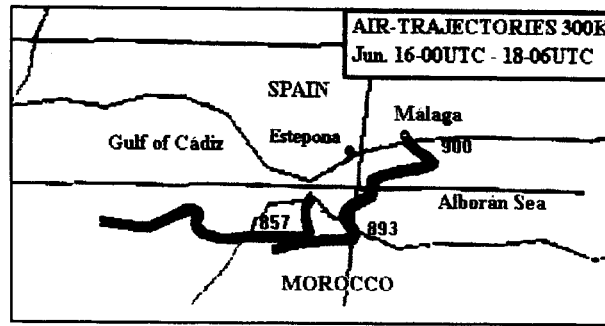 AIR-TRAJECTORIES 300K
Jun. 16-00UTC - 18-06UTC
SPAIN
Málaga
Gulf of Cádiz
Estepona
900
Alborán Sea
857
893
MOROCCO